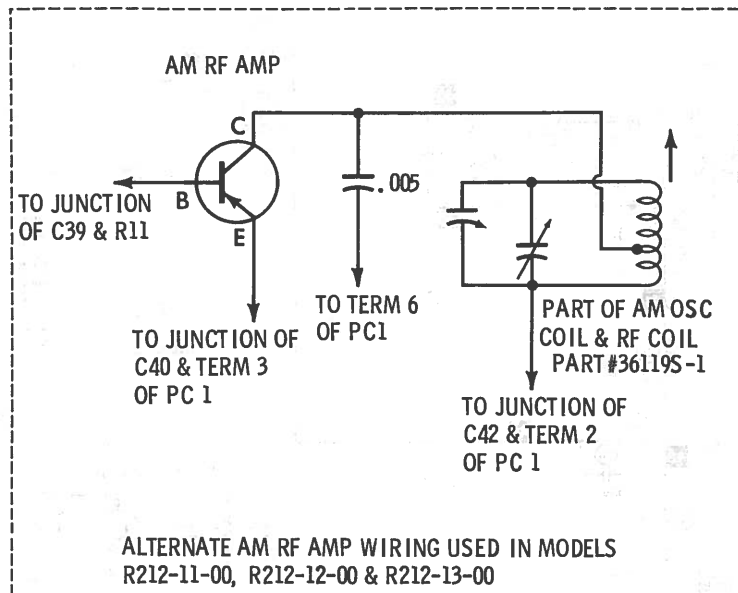 AM RF AMP
C
B
E
.005
TO JUNCTION
OF C39 & R11
TO TERM 6
OF PC1
TO JUNCTION OF
C40 & TERM 3
OF PC 1
PART OF AM OSC
COIL & RF COIL
PART #36119S-1
TO JUNCTION OF
C42 & TERM 2
OF PC 1
ALTERNATE AM RF AMP WIRING USED IN MODELS
R212-11-00, R212-12-00 & R212-13-00